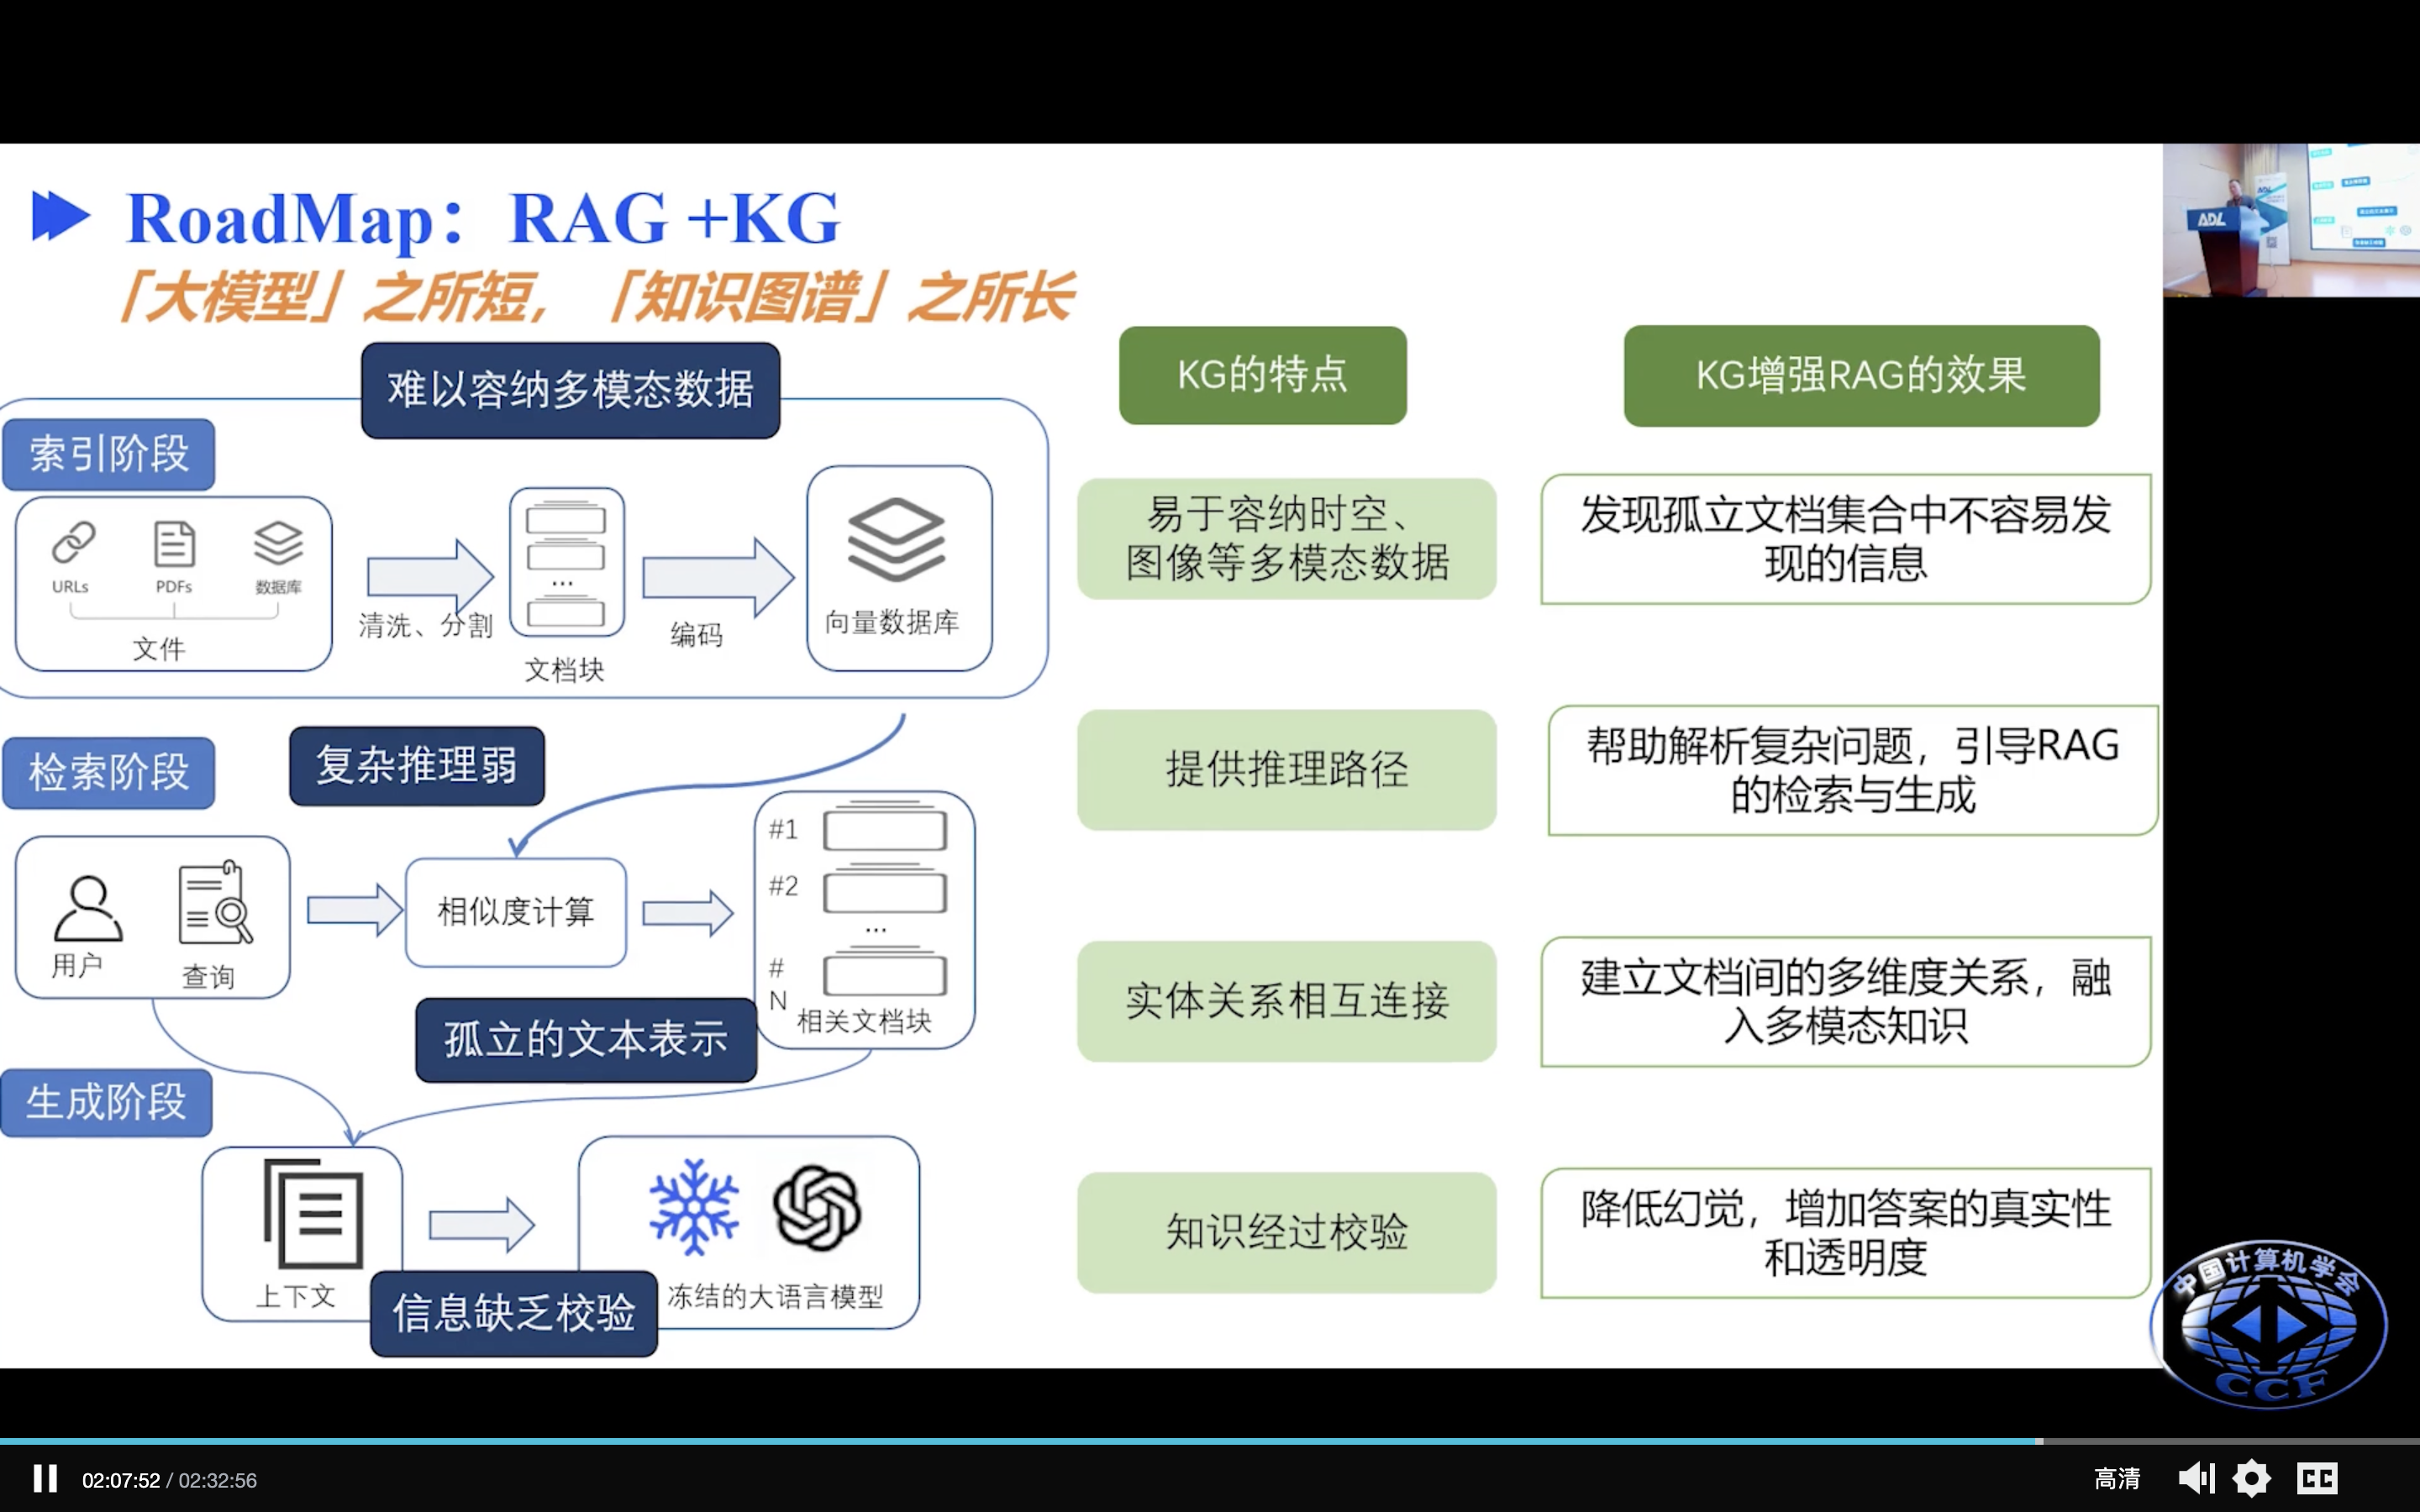 RoadMap：RAG +KG
「大模型」之所短，「知识图谱」之所长
难以容纳多模态数据
索引阶段
URLs
PDFs
数据库
文件
清洗、分割
...
文档块
编码
向量数据库
检索阶段
复杂推理弱
用户
查询
相似度计算
#1
#2
...
#
N
相关文档块
孤立的文本表示
生成阶段
上下文
信息缺乏校验
冻结的大语言模型
KG的特点
KG增强RAG的效果
易于容纳时空、
图像等多模态数据
发现孤立文档集合中不容易发
现的信息
提供推理路径
帮助解析复杂问题，引导RAG
的检索与生成
实体关系相互连接
建立文档间的多维度关系，融
入多模态知识
知识经过校验
降低幻觉，增加答案的真实性
和透明度
ADL
中国计算机学会
CCF
02:07:52 / 02:32:56
高清
CC